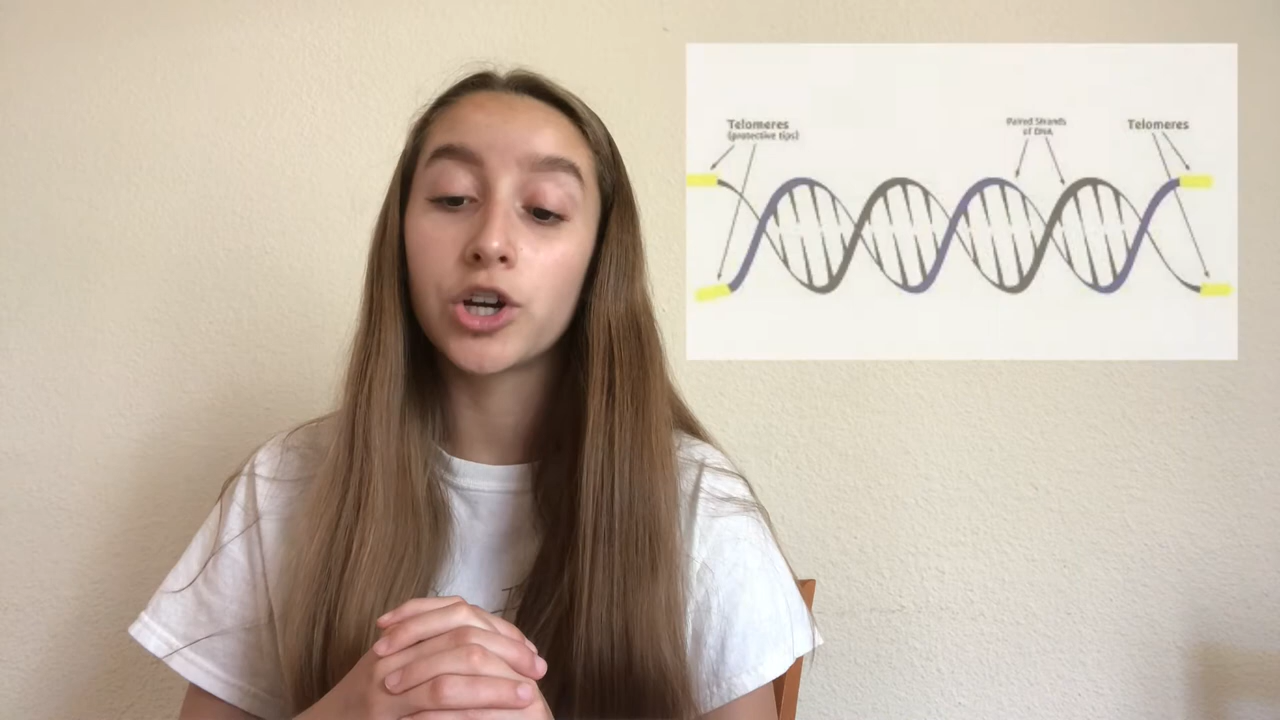 Telomeres
(protective tips)
Paired Strands
of DNA
Telomeres